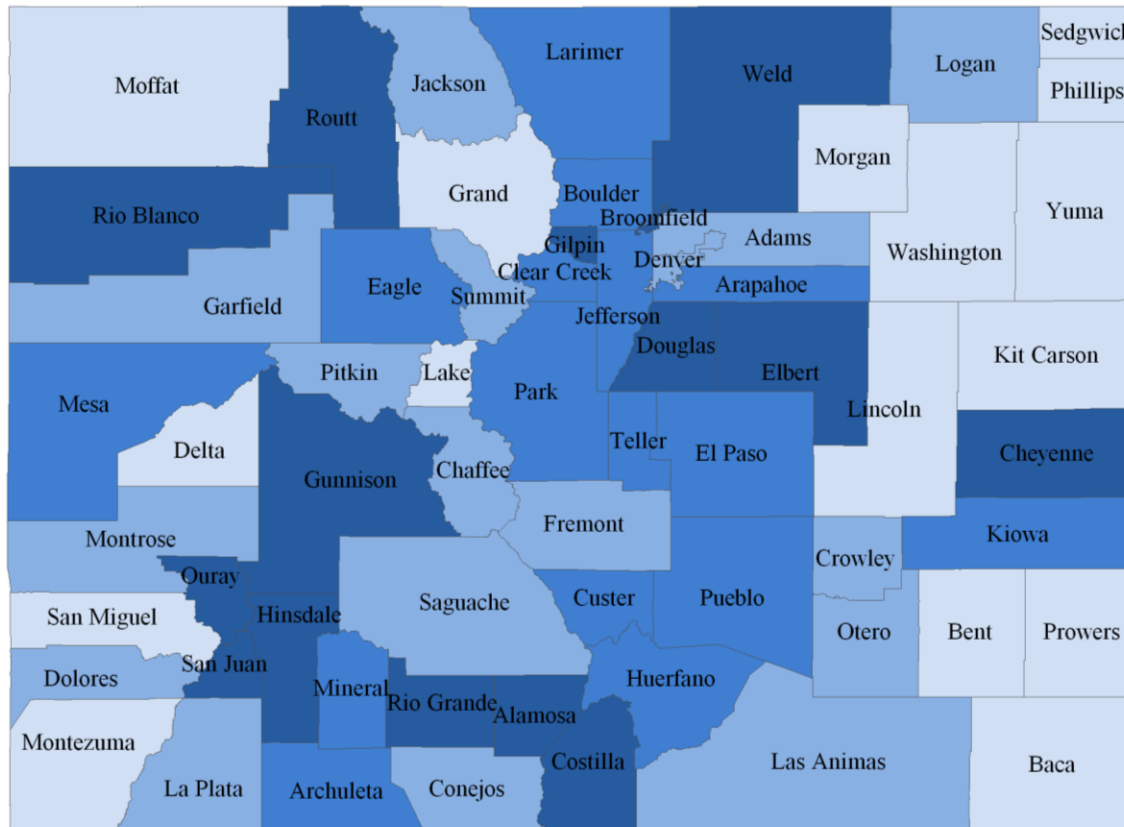 Sedgwick
Larimer
Weld
Logan
Jackson
Moffat
Phillips
Routt
Morgan
Grand
Boulder
Yuma
Rio Blanco
Broomfield
Adams
Gilpin
Washington
Denver
Clear Creek
Eagle
Arapahoe
Summit
Garfield
Jefferson
Douglas
Kit Carson
Pitkin
Lake
Elbert
Park
Mesa
Lincoln
Teller
Delta
El Paso
Cheyenne
Chaffee
Gunnison
Fremont
Kiowa
Montrose
Crowley
Ouray
Custer
Pueblo
Saguache
San Miguel
Hinsdale
Otero
Bent
Prowers
San Juan
Dolores
Huerfano
Mineral
Rio Grande
Alamosa
Montezuma
Costilla
Las Animas
Baca
La Plata
Archuleta
Conejos